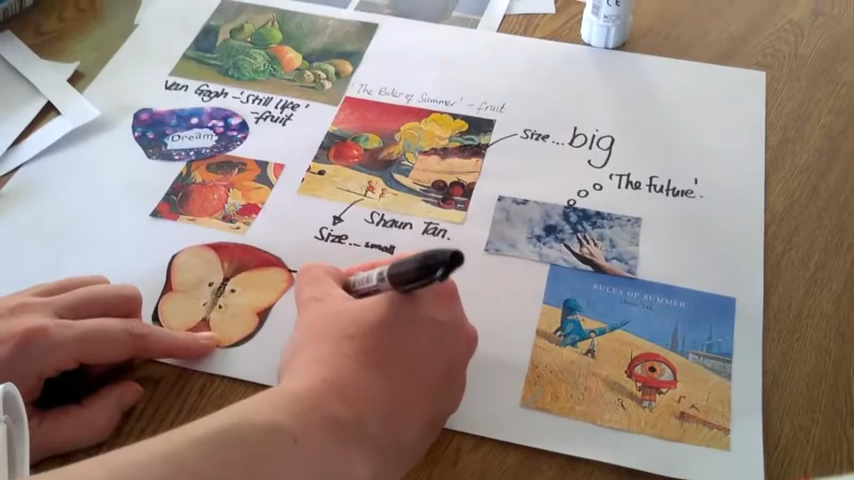 Van Gogh - 'Still life'
- fruit
'The Rules of Summer' - fruit
Dream
Size... big
'The Future'.
Shaun Tan.
Size... small
RULES OF SUMMER